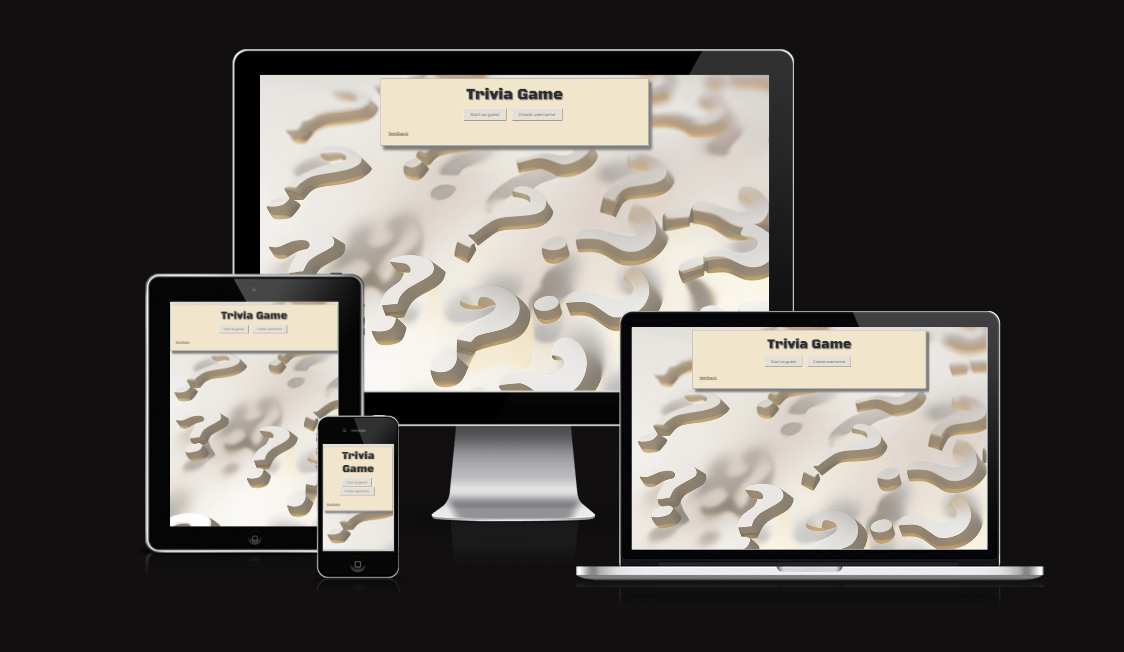 Trivia Game
Start as guest Create username
feedback
Trivia Game
Start as guest Create username
feedback
Trivia
Game
Start as guest
Create username
feedback
Trivia Game
Start as guest Create username
feedback